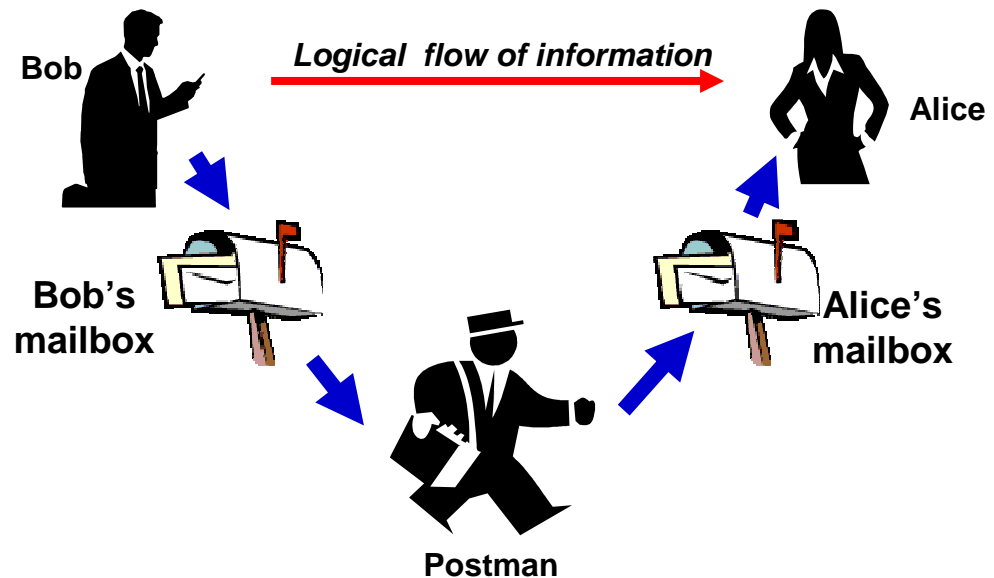 Logical  flow of information
Bob
Alice
Bob’s
mailbox
Alice’s
mailbox
Postman